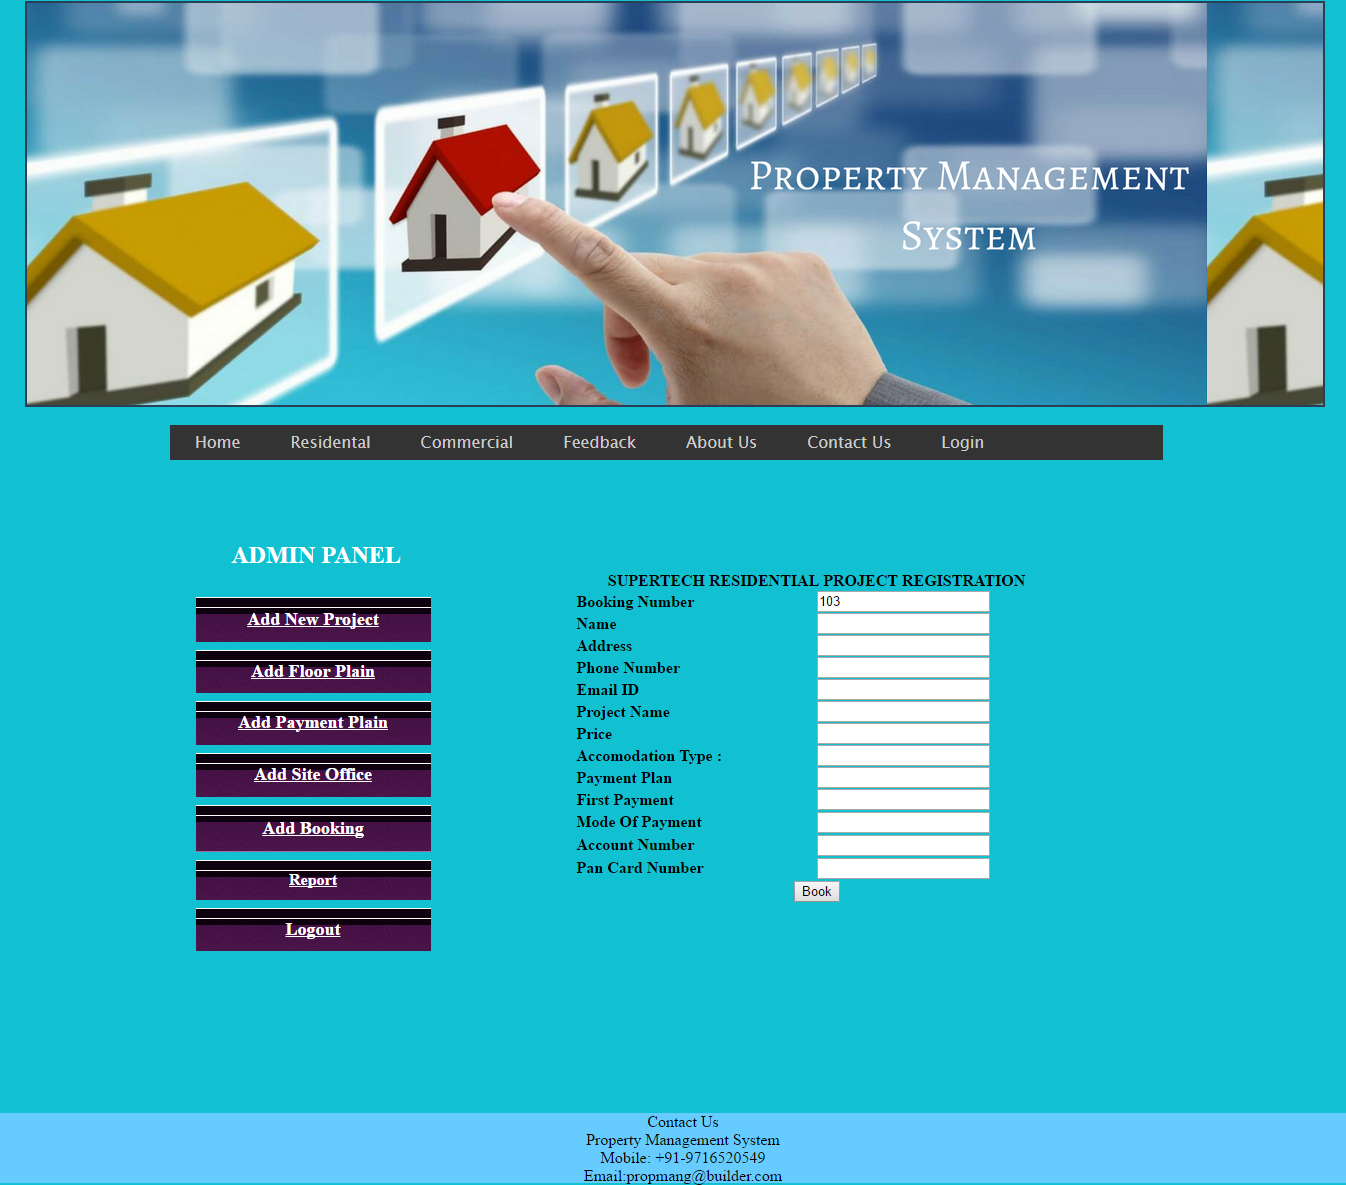 Property Management
System
Home Residental Commercial Feedback About Us Contact Us Login
ADMIN PANEL
Add New Project
Add Floor Plain
Add Payment Plain
Add Site Office
Add Booking
Report
Logout
SUPERTECH RESIDENTIAL PROJECT REGISTRATION
Booking Number 103
Name
Address
Phone Number
Email ID
Project Name
Price
Accomodation Type :
Payment Plan
First Payment
Mode Of Payment
Account Number
Pan Card Number
Book
Contact Us
Property Management System
Mobile: +91-9716520549
Email:propmang@builder.com